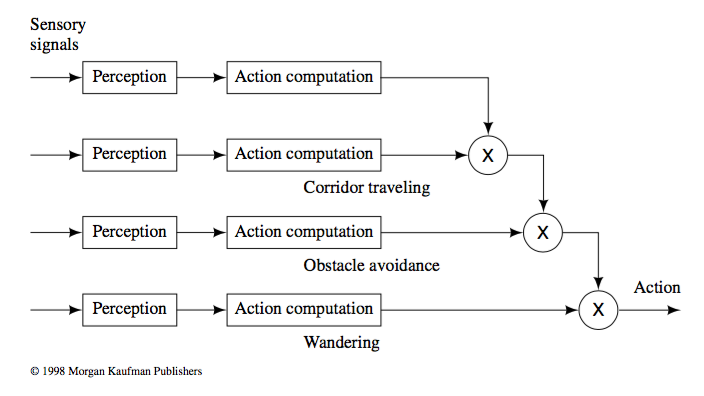 Sensory
signals
Perception
Action computation
Perception
Action computation
X
Corridor traveling
Perception
Action computation
X
Obstacle avoidance
Action
Perception
Action computation
X
Wandering
© 1998 Morgan Kaufman Publishers